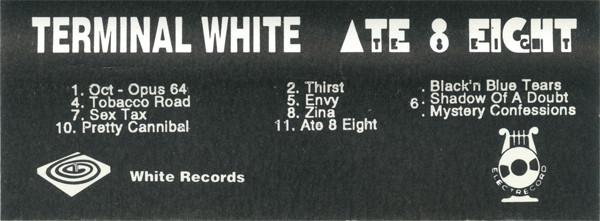 TERMINAL WHITE ATE 8 EIGHT
1. Oct - Opus 64 2. Thirst . Black'n Blue Tears
4. Tobacco Road 5. Envy 6. Shadow Of A Doubt
7. Sex Tax 8. Zina . Mystery Confessions
10. Pretty Cannibal 11. Ate 8 Eight
White Records
ELECTRECORD